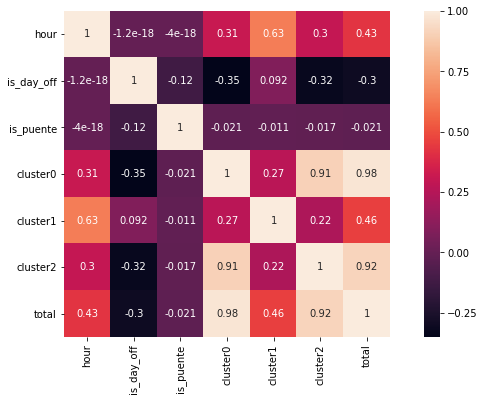 hour 1 -1.2e-18 -4e-18 0.31 0.63 0.3 0.43
is_day_off -1.2e-18 1 -0.12 -0.35 0.092 -0.32 -0.3
is_puente -4e-18 -0.12 1 -0.021 -0.011 -0.017 -0.021
cluster0 0.31 -0.35 -0.021 1 0.27 0.91 0.98
cluster1 0.63 0.092 -0.011 0.27 1 0.22 0.46
cluster2 0.3 -0.32 -0.017 0.91 0.22 1 0.92
total 0.43 -0.3 -0.021 0.98 0.46 0.92 1
hour is_day_off is_puente cluster0 cluster1 cluster2 total
1.00
0.75
0.50
0.25
0.00
−0.25